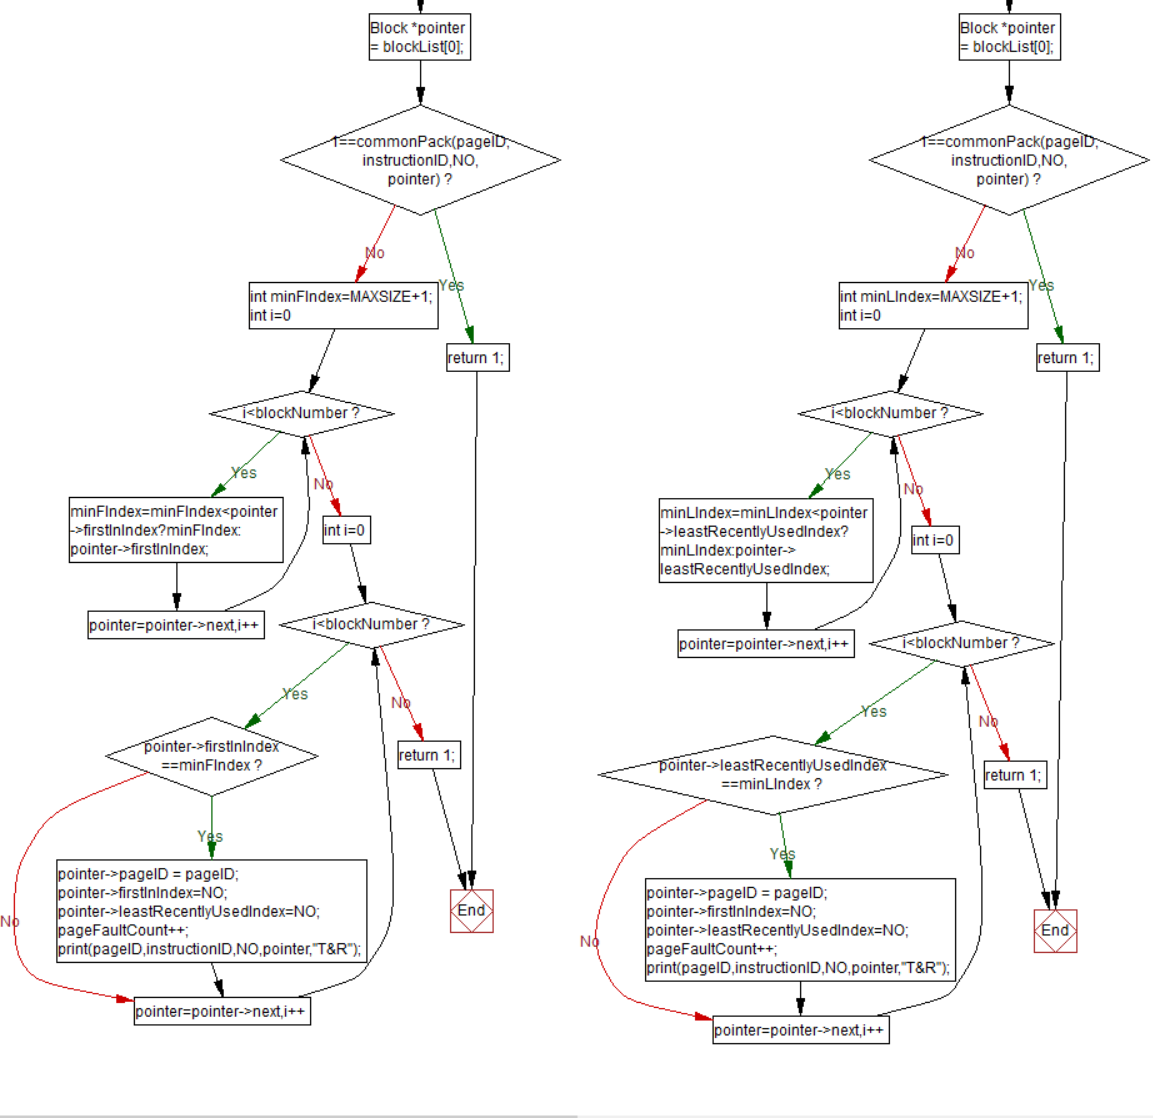 Block *pointer
= blockList[0];
1==commonPack(pageID,
instructionID,NO,
pointer) ?
No
Yes
int minFIndex=MAXSIZE+1;
int i=0
return 1;
i<blockNumber ?
Yes
No
minFIndex=minFIndex<pointer
->firstInIndex?minFIndex:
pointer->firstInIndex;
int i=0
pointer=pointer->next,i++
i<blockNumber ?
Yes
No
pointer->firstInIndex
==minFIndex ?
return 1;
Yes
No
pointer->pageID = pageID;
pointer->firstInIndex=NO;
pointer->leastRecentlyUsedIndex=NO;
pageFaultCount++;
print(pageID,instructionID,NO,pointer,"T&R");
End
pointer=pointer->next,i++
Block *pointer
= blockList[0];
1==commonPack(pageID,
instructionID,NO,
pointer) ?
No
Yes
int minLIndex=MAXSIZE+1;
int i=0
return 1;
i<blockNumber ?
Yes
No
minLIndex=minLIndex<pointer
->leastRecentlyUsedIndex?
minLIndex:pointer->
leastRecentlyUsedIndex;
int i=0
pointer=pointer->next,i++
i<blockNumber ?
Yes
No
pointer->leastRecentlyUsedIndex
==minLIndex ?
return 1;
Yes
No
pointer->pageID = pageID;
pointer->firstInIndex=NO;
pointer->leastRecentlyUsedIndex=NO;
pageFaultCount++;
print(pageID,instructionID,NO,pointer,"T&R");
End
pointer=pointer->next,i++